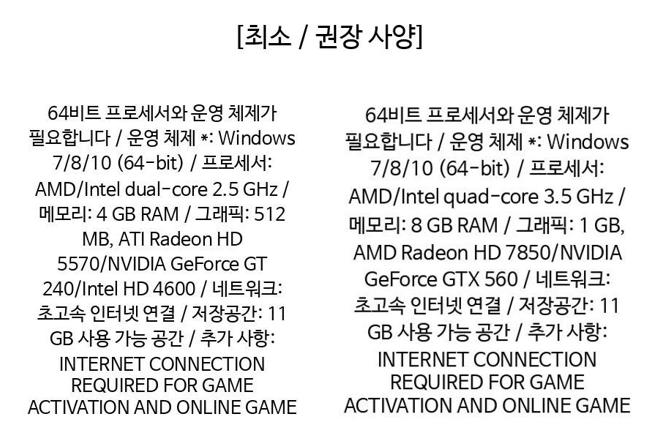 [최소 / 권장 사양]
64비트 프로세서와 운영 체제가
필요합니다 / 운영 체제 *: Windows
7/8/10 (64-bit) / 프로세서:
AMD/Intel dual-core 2.5 GHz /
메모리: 4 GB RAM / 그래픽: 512
MB, ATI Radeon HD
5570/NVIDIA GeForce GT
240/Intel HD 4600 / 네트워크:
초고속 인터넷 연결 / 저장공간: 11
GB 사용 가능 공간 / 추가 사항:
INTERNET CONNECTION
REQUIRED FOR GAME
ACTIVATION AND ONLINE GAME
64비트 프로세서와 운영 체제가
필요합니다 / 운영 체제 *: Windows
7/8/10 (64-bit) / 프로세서:
AMD/Intel quad-core 3.5 GHz /
메모리: 8 GB RAM / 그래픽: 1 GB,
AMD Radeon HD 7850/NVIDIA
GeForce GTX 560 / 네트워크:
초고속 인터넷 연결 / 저장공간: 11
GB 사용 가능 공간 / 추가 사항:
INTERNET CONNECTION
REQUIRED FOR GAME
ACTIVATION AND ONLINE GAME